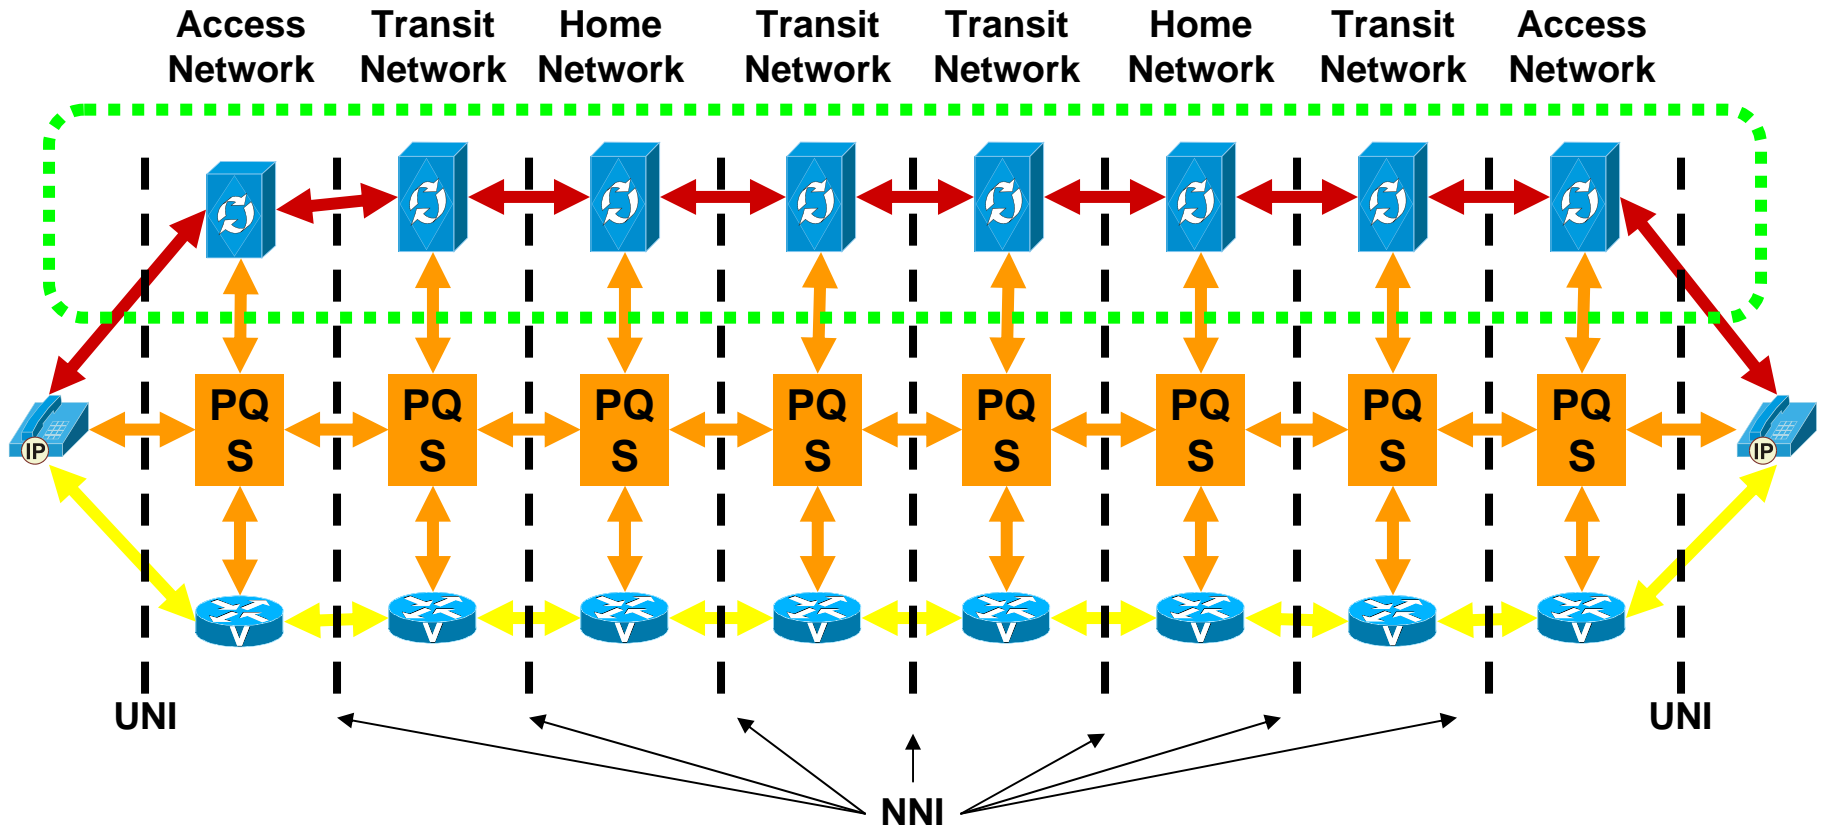 Access Transit Home Transit Transit Home Transit Access
Network Network Network Network Network Network Network Network
PQ PQ PQ PQ PQ PQ PQ PQ
S S S S S S S S
IP IP
V V V V V V V V
UNI UNI
NNI